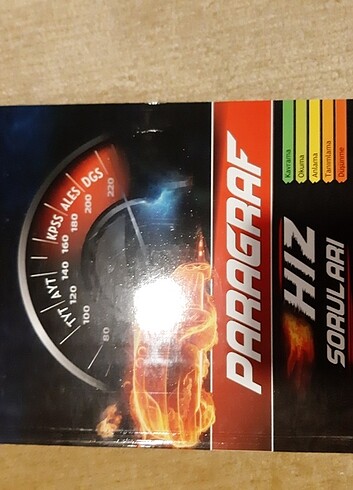 TYT AYT KPSS ALES DGS
80 100 120 140 160 180 200 220
PARAGRAF
HIZ
SORULARI
Kavrama
Okuma
Anlama
Tanımlama
Düşünme